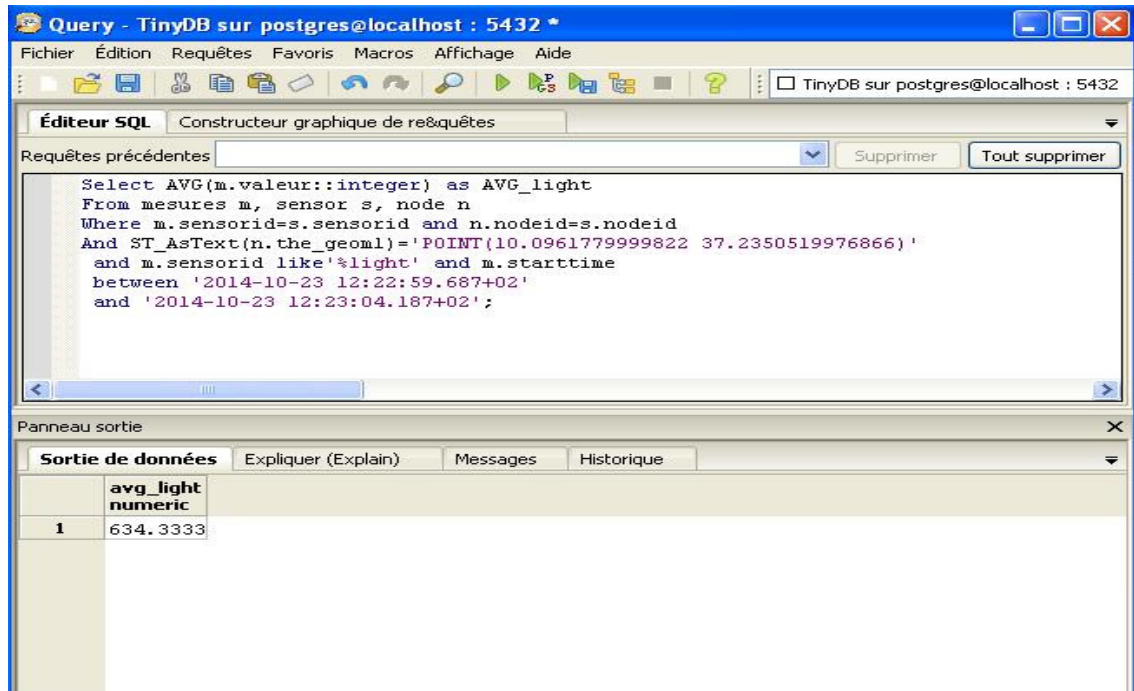 Query - TinyDB sur postgres@localhost : 5432 *
Fichier Édition Requêtes Favoris Macros Affichage Aide
TinyDB sur postgres@localhost : 5432
Éditeur SQL Constructeur graphique de re&quêtes
Requêtes précédentes Supprimer Tout supprimer
Select AVG(m.valeur::integer) as AVG_light
From mesures m, sensor s, node n
Where m.sensorid=s.sensorid and n.nodeid=s.nodeid
And ST_AsText(n.the_geom1)='POINT(10.0961779999822 37.2350519976866)'
and m.sensorid like'%light' and m.starttime
between '2014-10-23 12:22:59.687+02'
and '2014-10-23 12:23:04.187+02';
Panneau sortie
Sortie de données Expliquer (Explain) Messages Historique
avg_light
numeric
1 634.3333